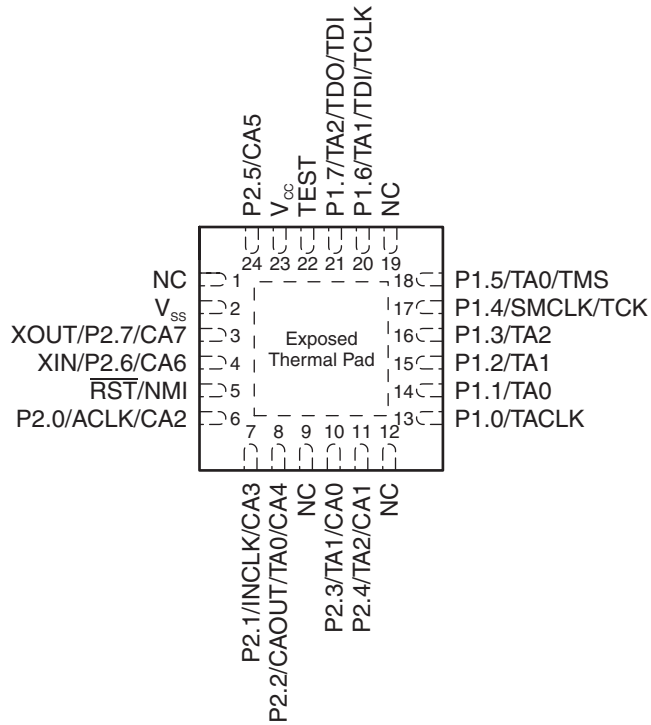 P2.5/CA5
VCC
TEST
P1.7/TA2/TDO/TDI
P1.6/TA1/TDI/TCLK
NC
24
23
22
21
20
19
NC 1
VSS 2
XOUT/P2.7/CA7 3
XIN/P2.6/CA6 4
RST/NMI 5
P2.0/ACLK/CA2 6
Exposed
Thermal Pad
18 P1.5/TA0/TMS
17 P1.4/SMCLK/TCK
16 P1.3/TA2
15 P1.2/TA1
14 P1.1/TA0
13 P1.0/TACLK
7
8
9
10
11
12
P2.1/INCLK/CA3
P2.2/CAOUT/TA0/CA4
NC
P2.3/TA1/CA0
P2.4/TA2/CA1
NC